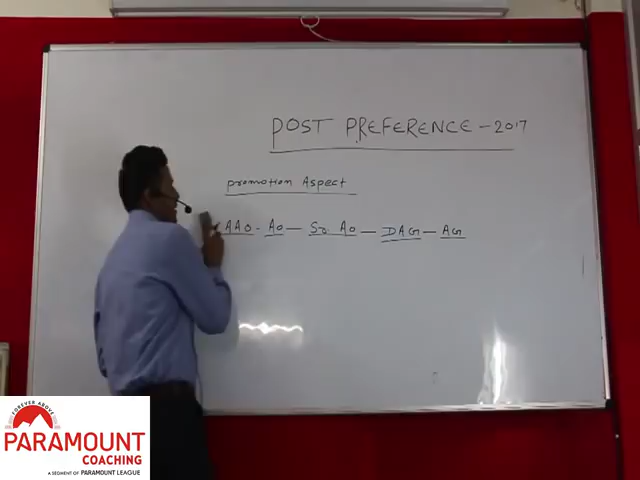 POST PREFERENCE - 2017
Promotion Aspect
AAO - AO — Sr. AO — DAG — AG
FOREVER ABOVE
PARAMOUNT
COACHING
A SEGMENT OF PARAMOUNT LEAGUE